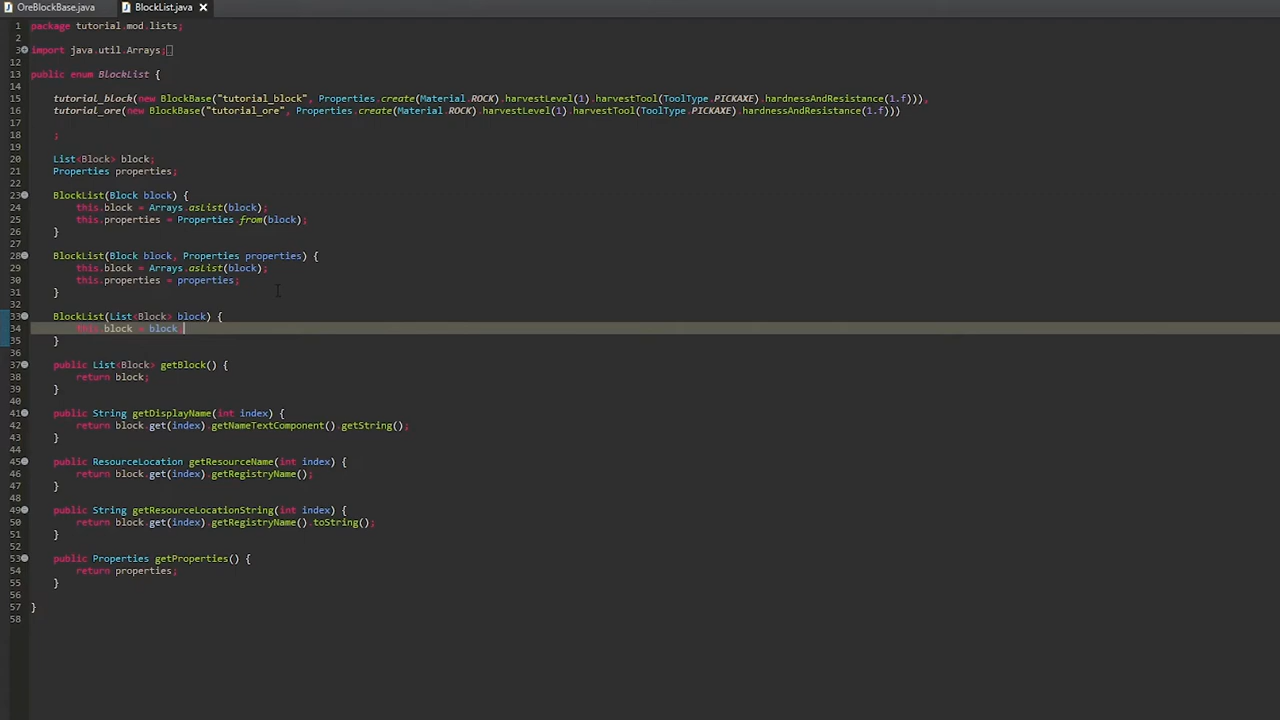 OreBlockBase.java BlockList.java
1 package tutorial.mod.lists;
2
3 import java.util.Arrays;
12
13 public enum BlockList {
14
15 tutorial_block(new BlockBase("tutorial_block", Properties.create(Material.ROCK).harvestLevel(1).harvestTool(ToolType.PICKAXE).hardnessAndResistance(1.f))),
16 tutorial_ore(new BlockBase("tutorial_ore", Properties.create(Material.ROCK).harvestLevel(1).harvestTool(ToolType.PICKAXE).hardnessAndResistance(1.f)))
17
18 ;
19
20 List<Block> block;
21 Properties properties;
22
23 BlockList(Block block) {
24 this.block = Arrays.asList(block);
25 this.properties = Properties.from(block);
26 }
27
28 BlockList(Block block, Properties properties) {
29 this.block = Arrays.asList(block);
30 this.properties = properties;
31 }
32
33 BlockList(List<Block> block) {
34 this.block = block
35 }
36
37 public List<Block> getBlock() {
38 return block;
39 }
40
41 public String getDisplayName(int index) {
42 return block.get(index).getNameTextComponent().getString();
43 }
44
45 public ResourceLocation getResourceName(int index) {
46 return block.get(index).getRegistryName();
47 }
48
49 public String getResourceLocationString(int index) {
50 return block.get(index).getRegistryName().toString();
51 }
52
53 public Properties getProperties() {
54 return properties;
55 }
56
57 }
58